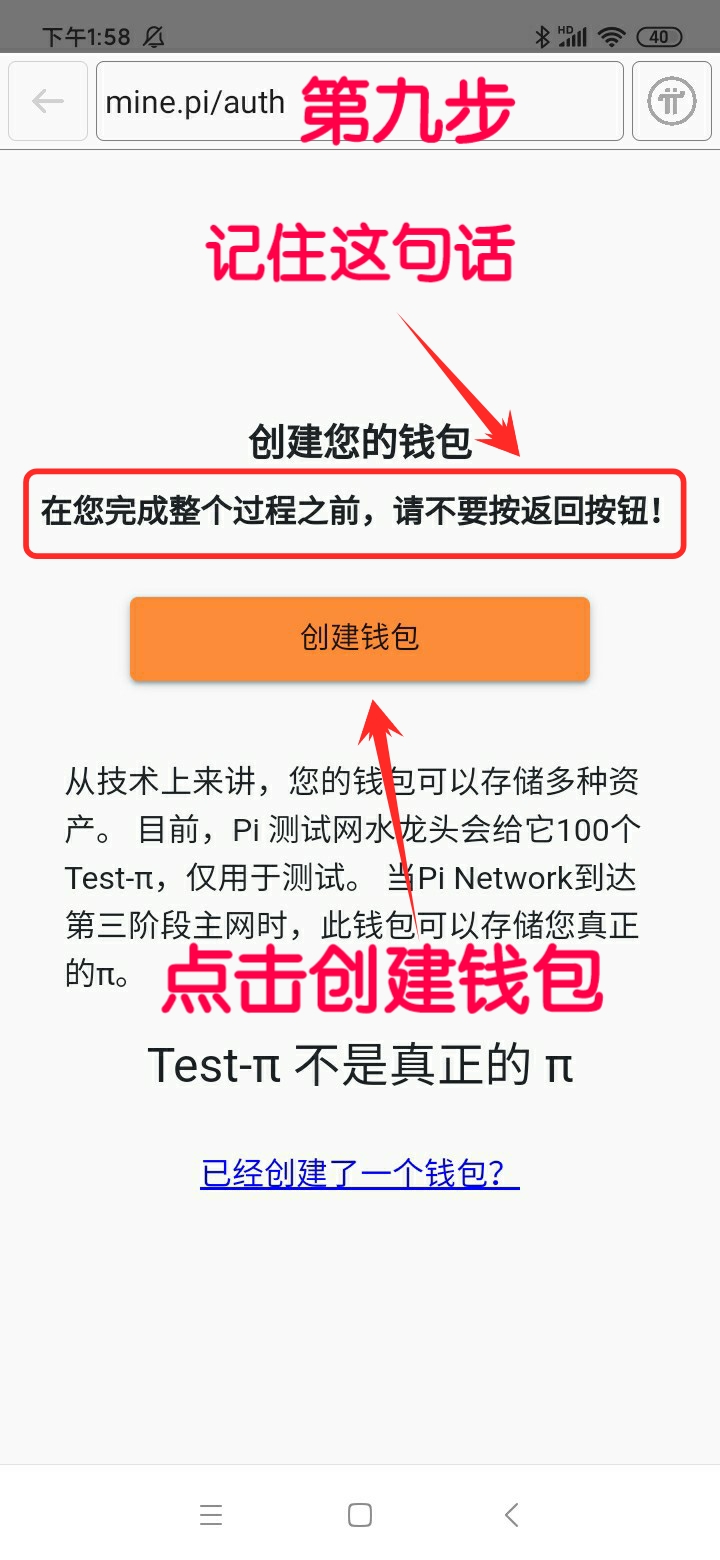 下午1:58
HD
40
mine.pi/auth
第九步
记住这句话
创建您的钱包
在您完成整个过程之前，请不要按返回按钮！
创建钱包
从技术上来讲，您的钱包可以存储多种资
产。 目前，Pi 测试网水龙头会给它100个
Test-π，仅用于测试。 当Pi Network到达
第三阶段主网时，此钱包可以存储您真正
的π。
点击创建钱包
Test-π 不是真正的 π
已经创建了一个钱包？